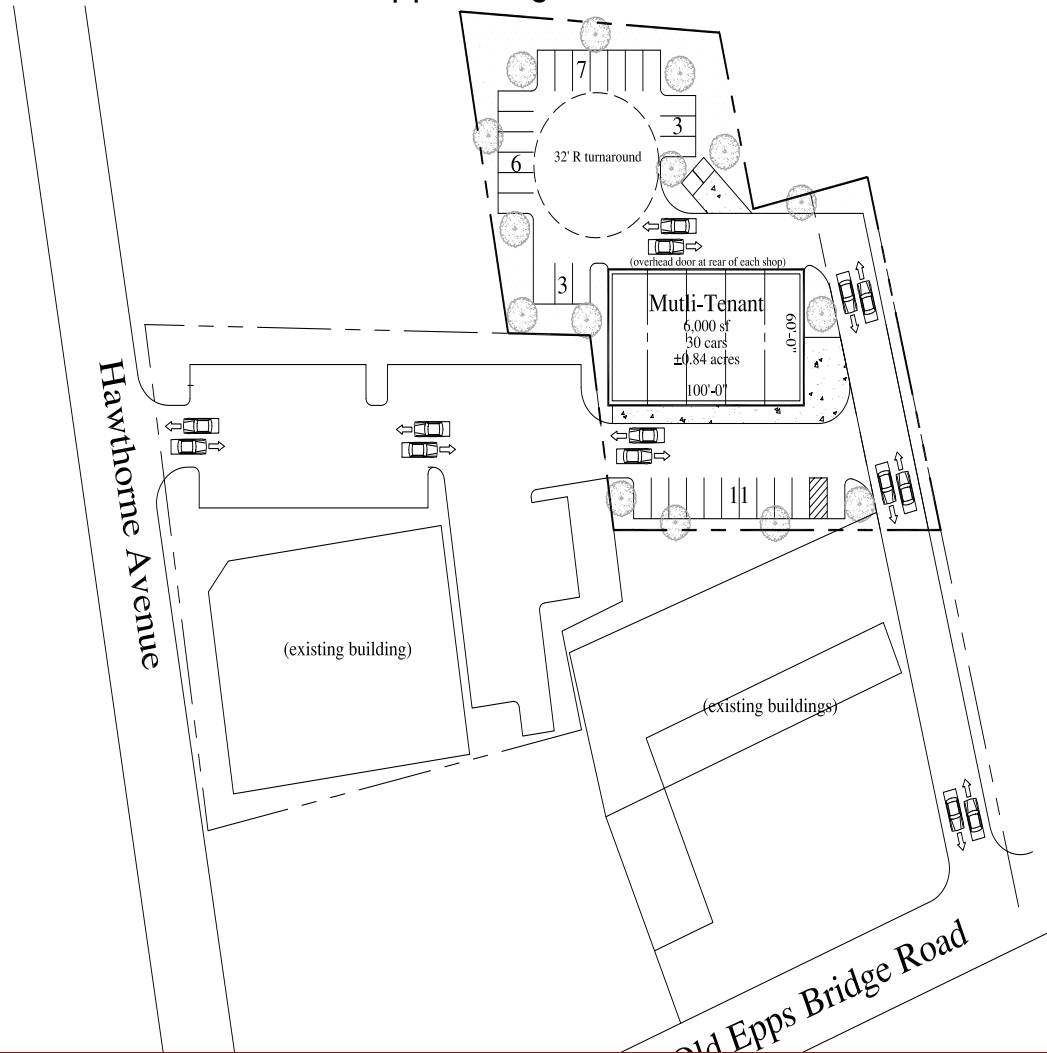 7
3
6
32' R turnaround
(overhead door at rear of each shop)
3
Mutli-Tenant
6,000 sf
30 cars
±0.84 acres
60'-0"
100'-0"
Hawthorne Avenue
11
(existing building)
(existing buildings)
Old Epps Bridge Road